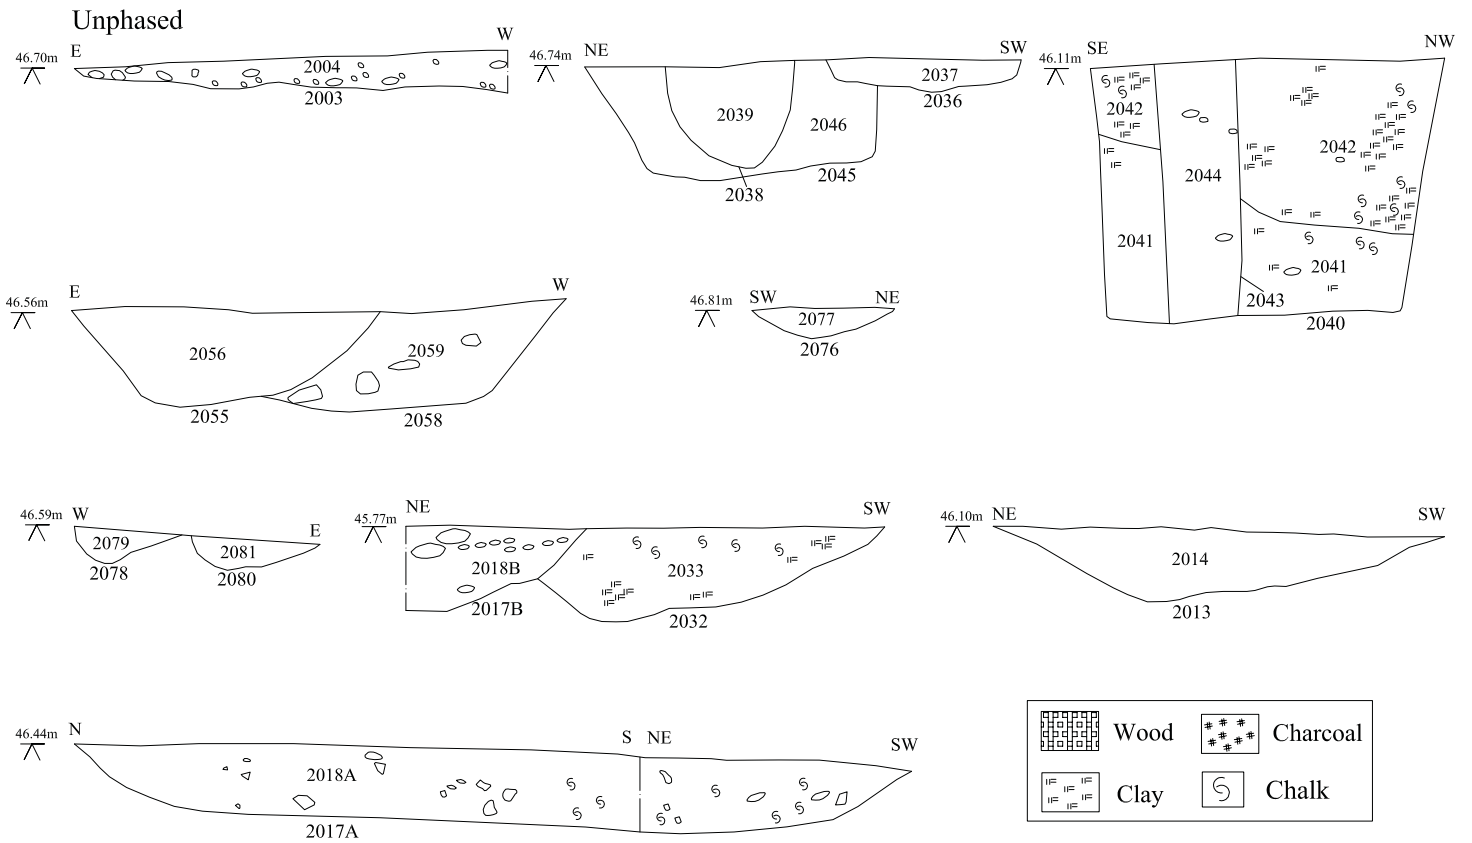 Unphased
E
W
46.70m
2004
2003
NE
SW
46.74m
2037
2036
2039
2046
2045
2038
SE
NW
46.11m
2042
2042
2044
2041
2041
2043
2040
E
W
46.56m
2056
2059
2055
2058
SW
NE
46.81m
2077
2076
W
E
46.59m
2079
2081
2078
2080
NE
SW
45.77m
2018B
2033
2017B
2032
NE
SW
46.10m
2014
2013
N
S
NE
SW
46.44m
2018A
2017A
Wood
Charcoal
Clay
Chalk